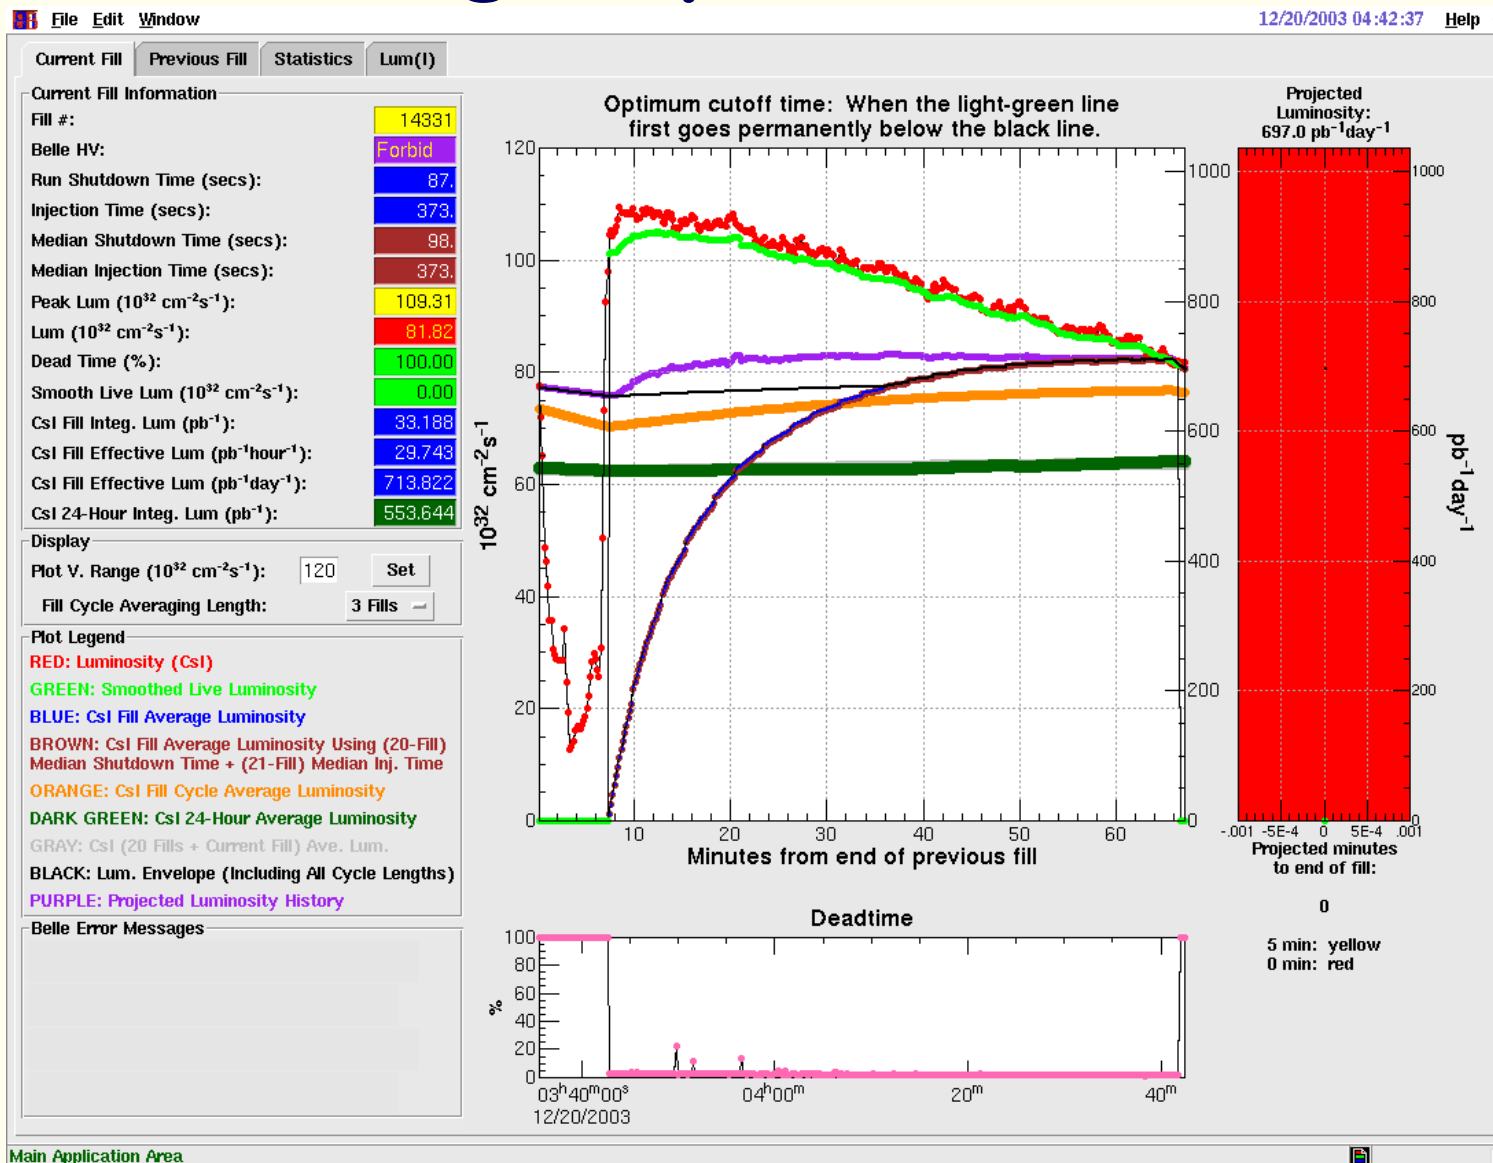 File Edit Window 12/20/2003 04:42:37 Help
Current Fill Previous Fill Statistics Lum(I)
Current Fill Information
Fill #: 14331
Belle HV: Forbid
Run Shutdown Time (secs): 87.
Injection Time (secs): 373.
Median Shutdown Time (secs): 98.
Median Injection Time (secs): 373.
Peak Lum (10³² cm⁻²s⁻¹): 109.31
Lum (10³² cm⁻²s⁻¹): 81.82
Dead Time (%): 100.00
Smooth Live Lum (10³² cm⁻²s⁻¹): 0.00
CsI Fill Integ. Lum (pb⁻¹): 33.188
CsI Fill Effective Lum (pb⁻¹hour⁻¹): 29.743
CsI Fill Effective Lum (pb⁻¹day⁻¹): 713.822
CsI 24-Hour Integ. Lum (pb⁻¹): 553.644
Display
Plot V. Range (10³² cm⁻²s⁻¹): 120 Set
Fill Cycle Averaging Length: 3 Fills
Plot Legend
RED: Luminosity (CsI)
GREEN: Smoothed Live Luminosity
BLUE: CsI Fill Average Luminosity
BROWN: CsI Fill Average Luminosity Using (20-Fill)
Median Shutdown Time + (21-Fill) Median Inj. Time
ORANGE: CsI Fill Cycle Average Luminosity
DARK GREEN: CsI 24-Hour Average Luminosity
GRAY: CsI (20 Fills + Current Fill) Ave. Lum.
BLACK: Lum. Envelope (Including All Cycle Lengths)
PURPLE: Projected Luminosity History
Belle Error Messages
Optimum cutoff time: When the light-green line
first goes permanently below the black line.
120
100
80
60
40
20
0
10³² cm⁻²s⁻¹
1000
800
600
400
200
0
10 20 30 40 50 60
Minutes from end of previous fill
Projected
Luminosity:
697.0 pb⁻¹day⁻¹
1000
800
600
400
200
0
pb⁻¹day⁻¹
-.001 -5E-4 0 5E-4 .001
Projected minutes
to end of fill:
0
5 min: yellow
0 min: red
Deadtime
100
80
60
40
20
0
%
03ʰ40ᵐ00ˢ 04ʰ00ᵐ 20ᵐ 40ᵐ
12/20/2003
Main Application Area